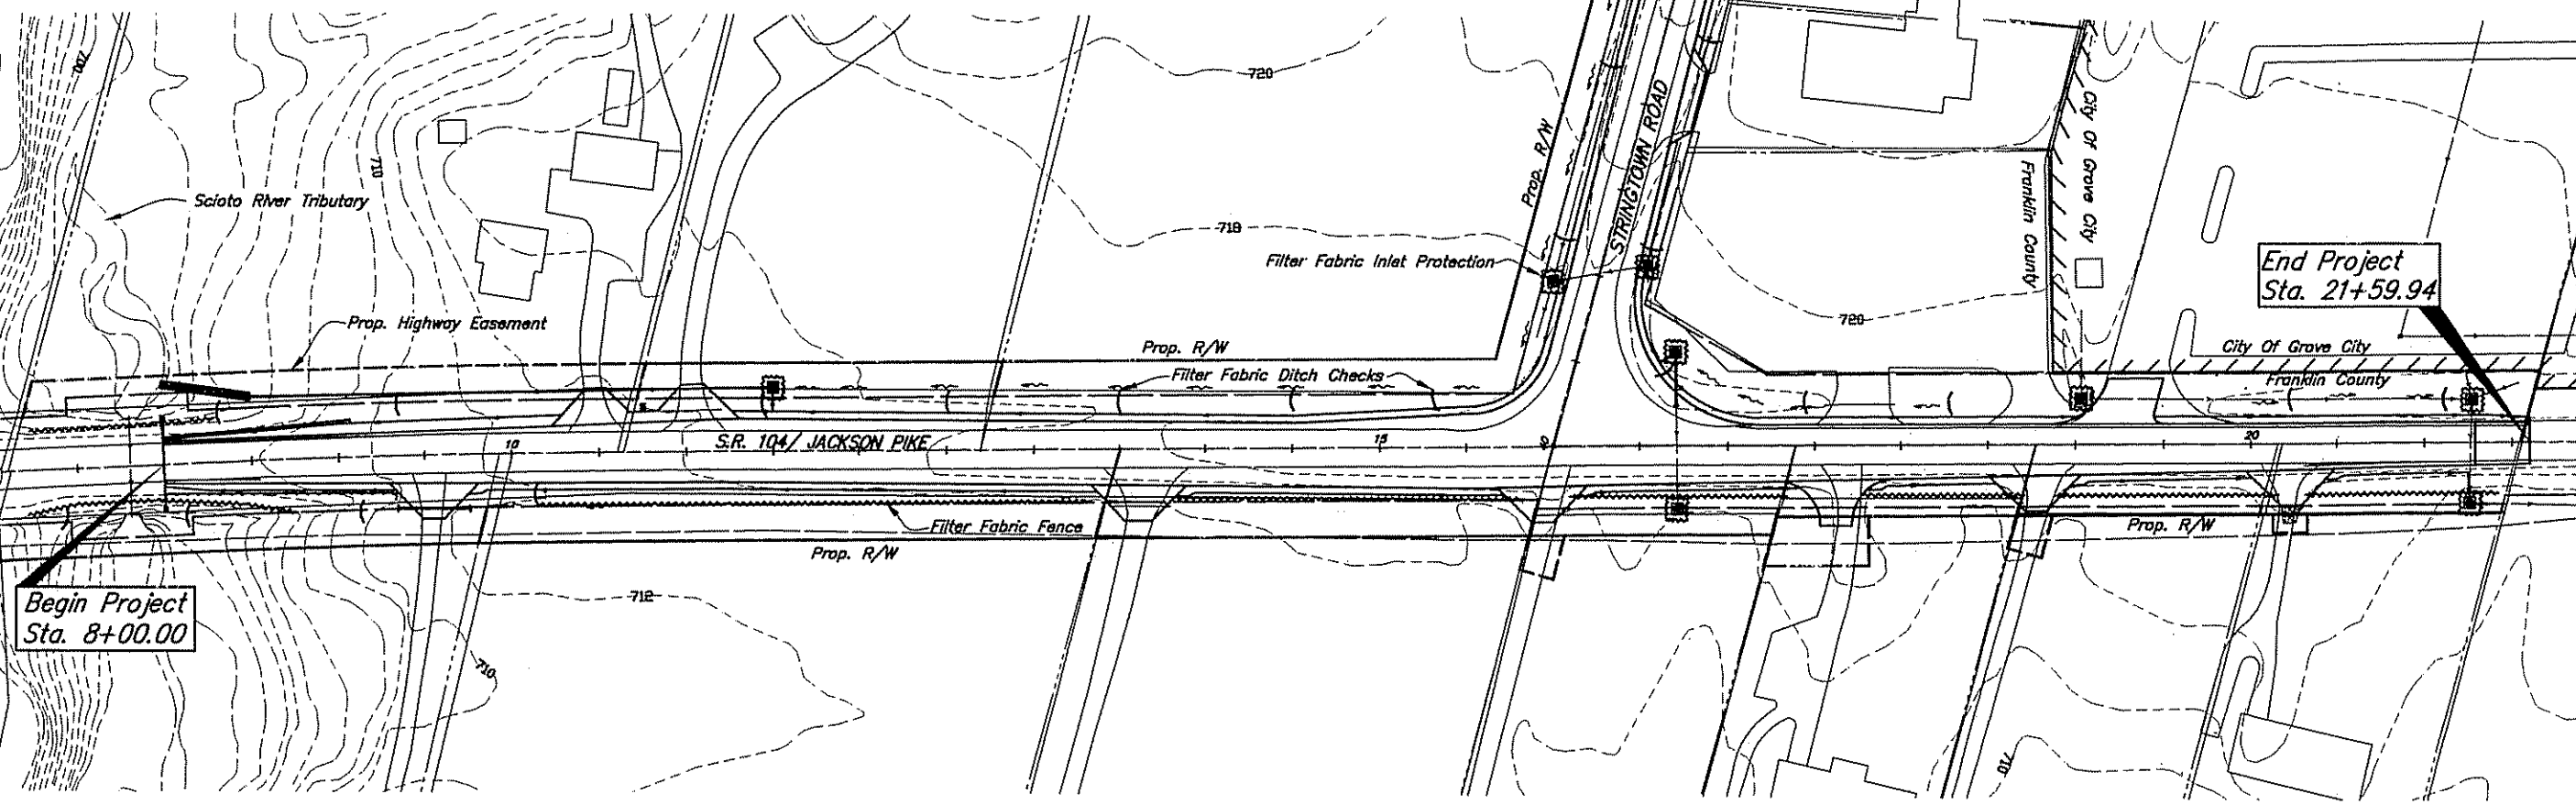 700
720
710
Scioto River Tributary
Prop. R/W
STRINGTOWN ROAD
City Of Grove City
Franklin County
718
Filter Fabric Inlet Protection
End Project
Sta. 21+59.94
Prop. Highway Easement
720
Prop. R/W
City Of Grove City
Filter Fabric Ditch Checks
Franklin County
10
S.R. 104/ JACKSON PIKE
15
0
20
Filter Fabric Fence
Prop. R/W
Prop. R/W
Begin Project
Sta. 8+00.00
712
710
710